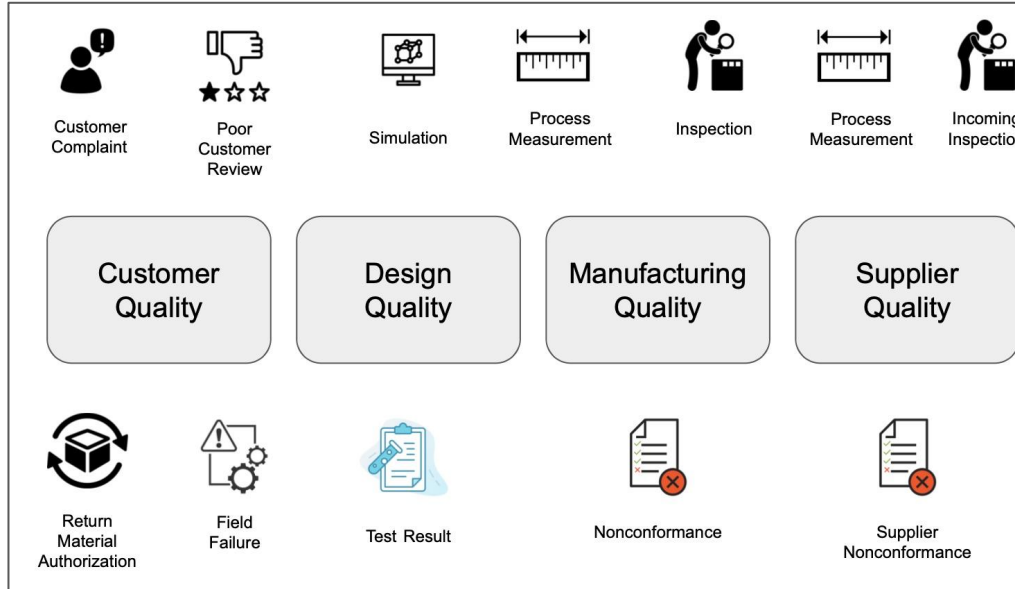 Customer
Complaint
Poor
Customer
Review
Simulation
Process
Measurement
Inspection
Process
Measurement
Incoming
Inspection
Customer
Quality
Design
Quality
Manufacturing
Quality
Supplier
Quality
Return
Material
Authorization
Field
Failure
Test Result
Nonconformance
Supplier
Nonconformance